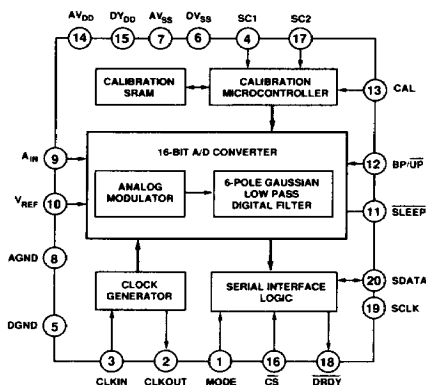 AVDD DVDD AVSS DVSS SC1 SC2
14 15 7 6 4 17
CALIBRATION
SRAM
CALIBRATION
MICROCONTROLLER
13 CAL
16-BIT A/D CONVERTER
AIN
9
12 BP/UP
ANALOG
MODULATOR
6-POLE GAUSSIAN
LOW PASS
DIGITAL FILTER
VREF
10
11 SLEEP
AGND
8
CLOCK
GENERATOR
SERIAL INTERFACE
LOGIC
20 SDATA
19 SCLK
DGND
5
3 2 1 16 18
CLKIN CLKOUT MODE CS DRDY